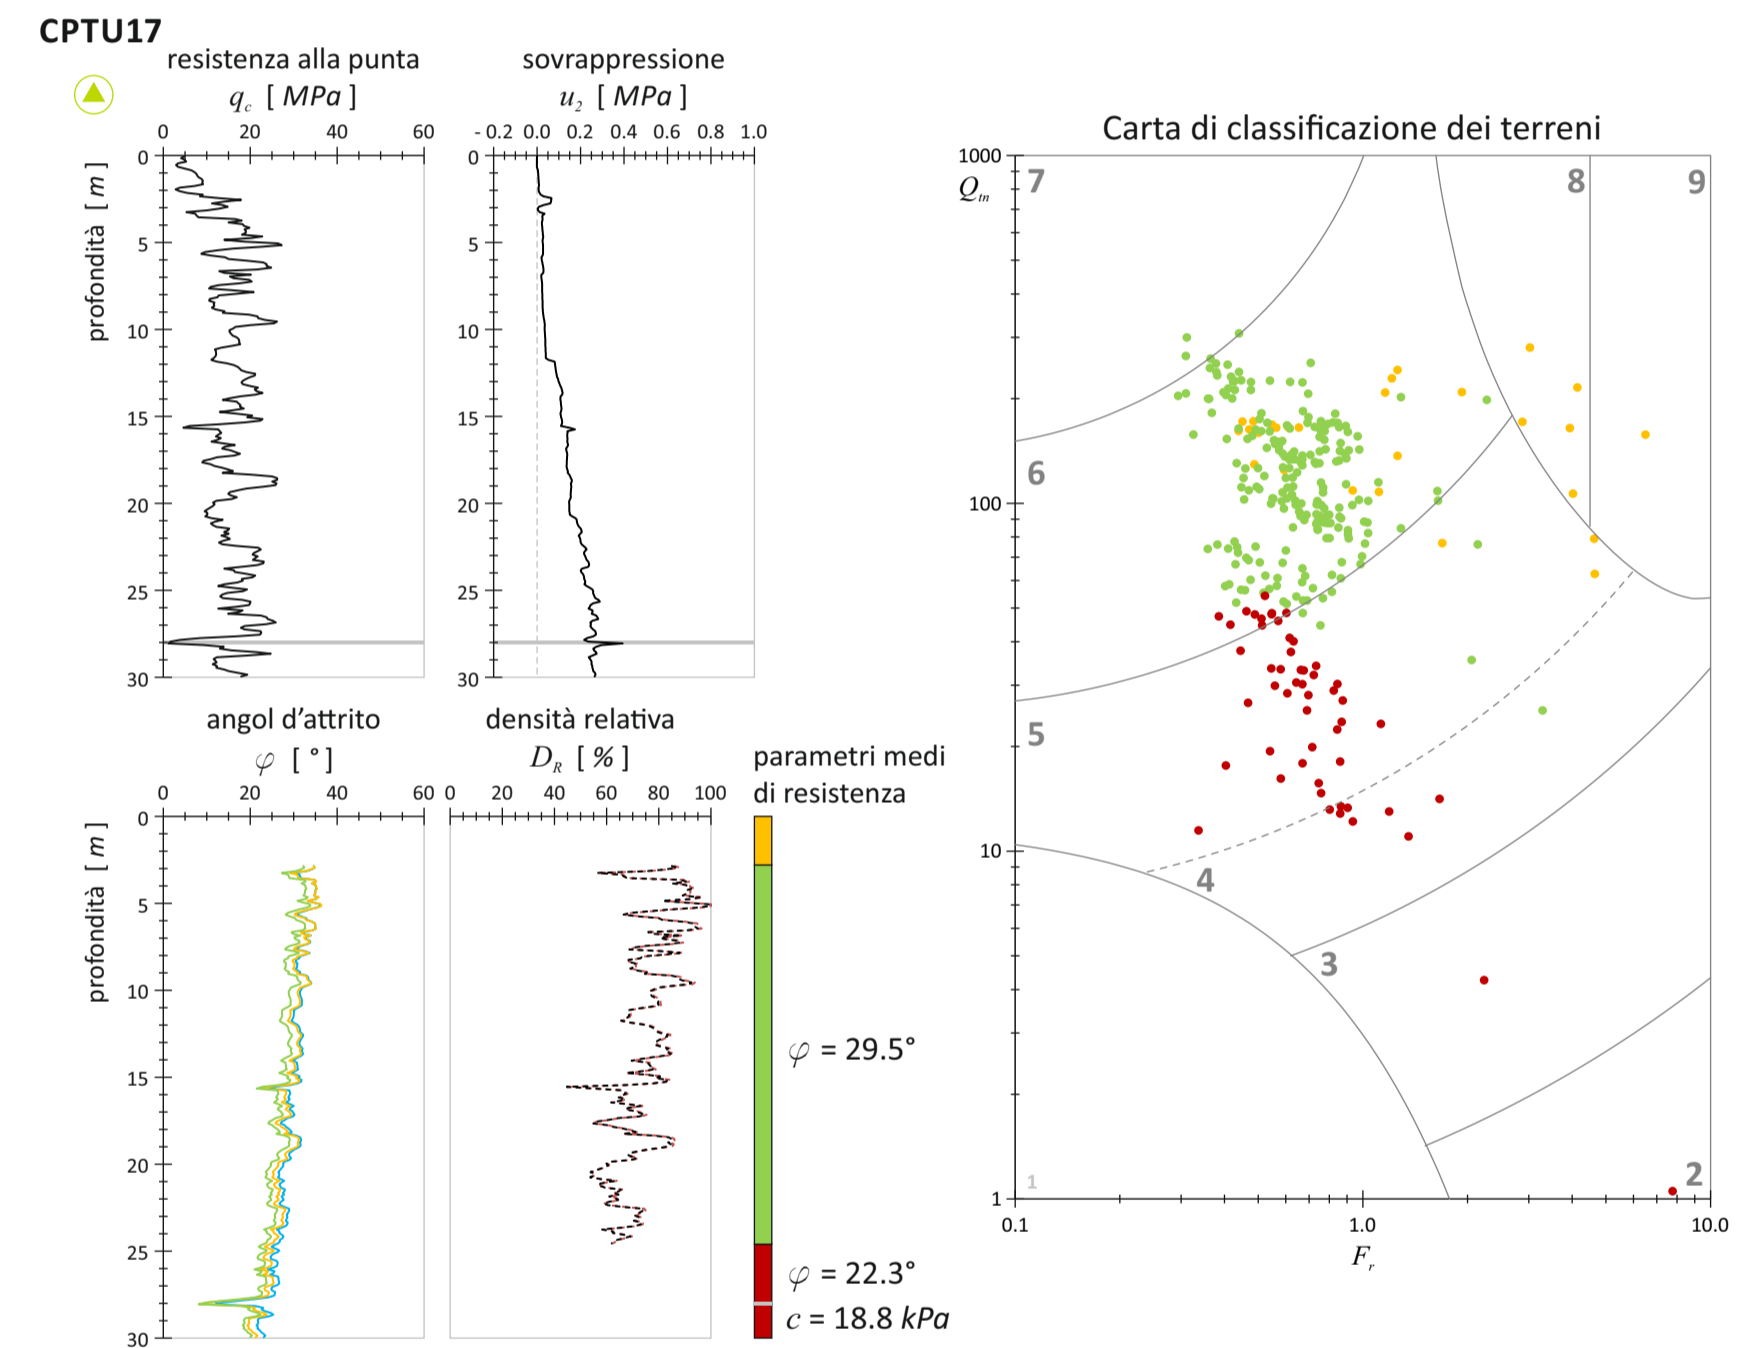 CPTU17
resistenza alla punta
q_c [ MPa ]
0 20 40 60
sovrappressione
u_2 [ MPa ]
- 0.2 0.0 0.2 0.4 0.6 0.8 1.0
profondità [ m ]
0
5
10
15
20
25
30
0
5
10
15
20
25
30
angol d’attrito
φ [ ° ]
0 20 40 60
densità relativa
D_R [ % ]
0 20 40 60 80 100
profondità [ m ]
0
5
10
15
20
25
30
parametri medi
di resistenza
φ = 29.5°
φ = 22.3°
c = 18.8 kPa
Carta di classificazione dei terreni
Q_tn
1000
100
10
1
7
8
9
6
5
4
3
2
1
0.1 1.0 10.0
F_r